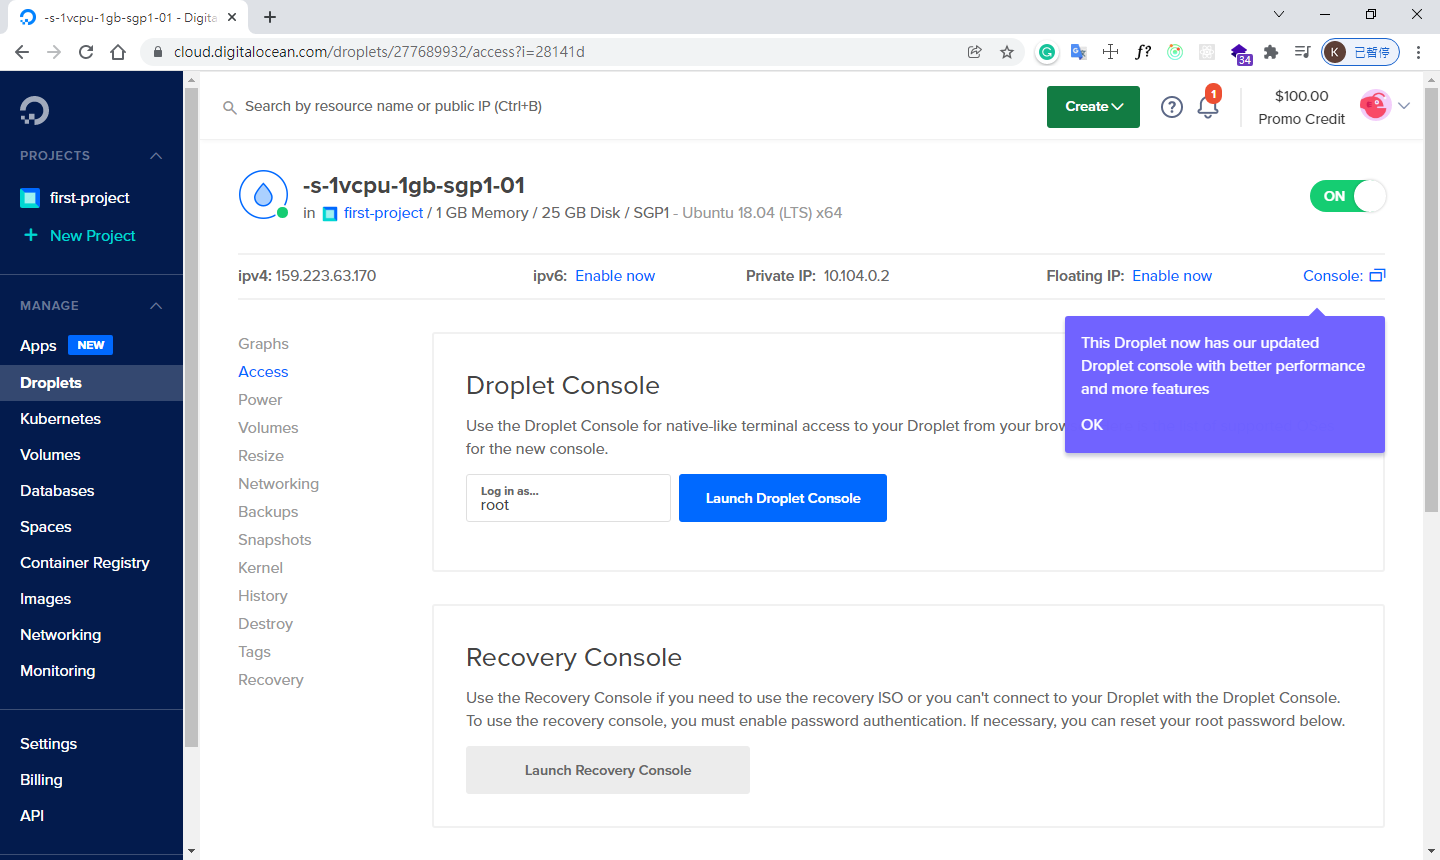 -s-1vcpu-1gb-sgp1-01 - Digita
cloud.digitalocean.com/droplets/277689932/access?i=28141d
f?
34
K
已暫停
Search by resource name or public IP (Ctrl+B)
Create
?
1
$100.00
Promo Credit
PROJECTS
first-project
+ New Project
MANAGE
Apps NEW
Droplets
Kubernetes
Volumes
Databases
Spaces
Container Registry
Images
Networking
Monitoring
Settings
Billing
API
-s-1vcpu-1gb-sgp1-01
in first-project / 1 GB Memory / 25 GB Disk / SGP1 - Ubuntu 18.04 (LTS) x64
ON
ipv4: 159.223.63.170
ipv6: Enable now
Private IP: 10.104.0.2
Floating IP: Enable now
Console:
This Droplet now has our updated
Droplet console with better performance
and more features
OK
Graphs
Access
Power
Volumes
Resize
Networking
Backups
Snapshots
Kernel
History
Destroy
Tags
Recovery
Droplet Console
Use the Droplet Console for native-like terminal access to your Droplet from your brow
for the new console.
Log in as...
root
Launch Droplet Console
Recovery Console
Use the Recovery Console if you need to use the recovery ISO or you can't connect to your Droplet with the Droplet Console.
To use the recovery console, you must enable password authentication. If necessary, you can reset your root password below.
Launch Recovery Console